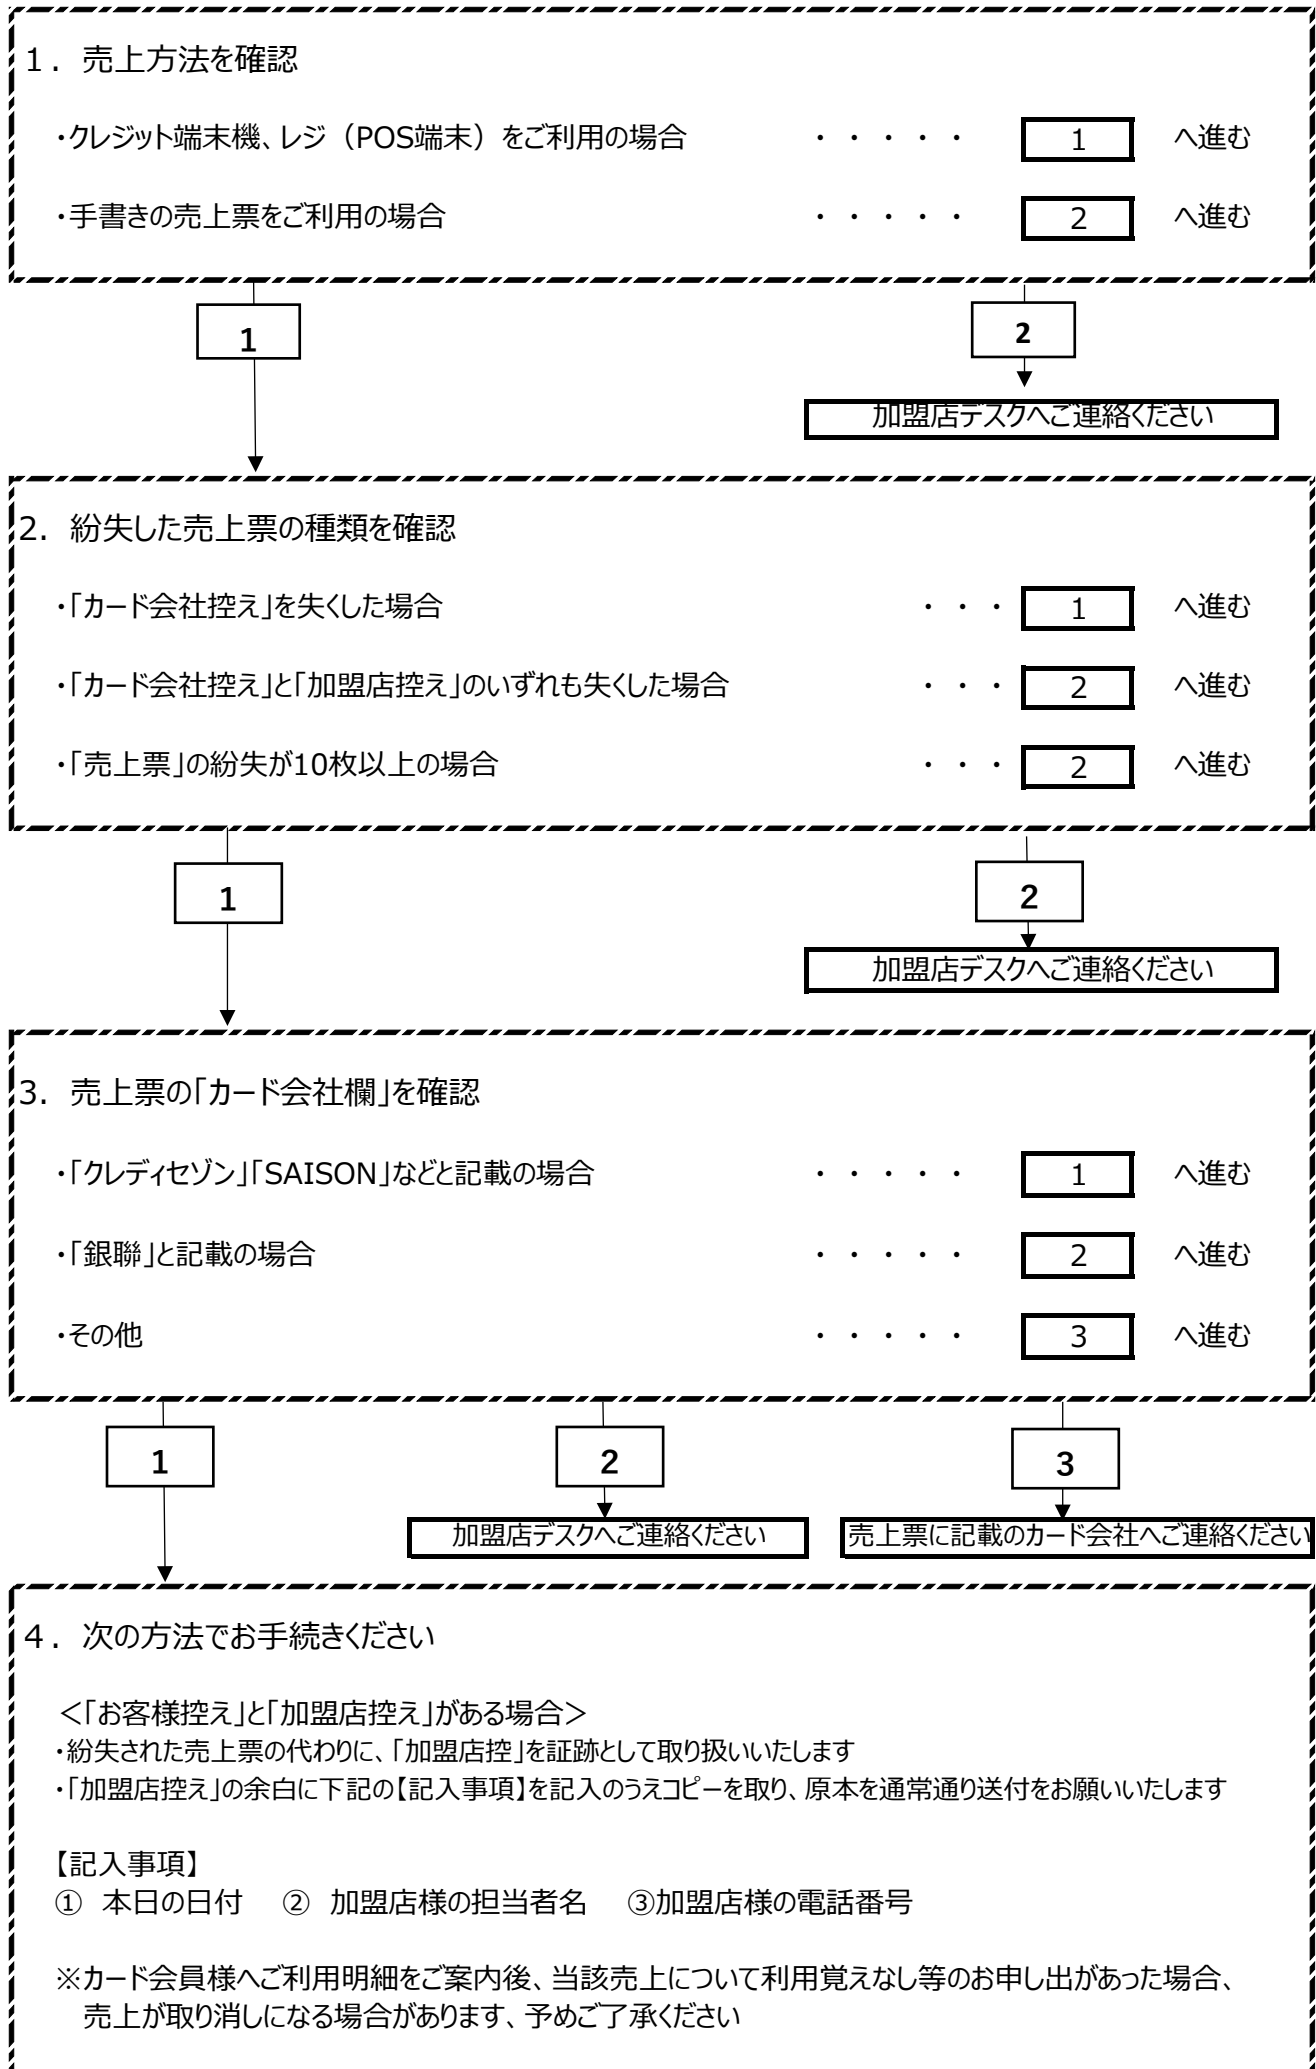 １．売上方法を確認
・クレジット端末機、レジ（POS端末）をご利用の場合　・・・・・　1　へ進む
・手書きの売上票をご利用の場合　・・・・・　2　へ進む
1　2
加盟店デスクへご連絡ください
2. 紛失した売上票の種類を確認
・「カード会社控え」を失くした場合　・・・　1　へ進む
・「カード会社控え」と「加盟店控え」のいずれも失くした場合　・・・　2　へ進む
・「売上票」の紛失が10枚以上の場合　・・・　2　へ進む
1　2
加盟店デスクへご連絡ください
3. 売上票の「カード会社欄」を確認
・「クレディセゾン」「SAISON」などと記載の場合　・・・・・　1　へ進む
・「銀聯」と記載の場合　・・・・・　2　へ進む
・その他　・・・・・　3　へ進む
1　2　3
加盟店デスクへご連絡ください　売上票に記載のカード会社へご連絡ください
４．次の方法でお手続きください
＜「お客様控え」と「加盟店控え」がある場合＞
・紛失された売上票の代わりに、「加盟店控」を証跡として取り扱いいたします
・「加盟店控え」の余白に下記の【記入事項】を記入のうえコピーを取り、原本を通常通り送付をお願いいたします
【記入事項】
①　本日の日付　②　加盟店様の担当者名　③加盟店様の電話番号
※カード会員様へご利用明細をご案内後、当該売上について利用覚えなし等のお申し出があった場合、
売上が取り消しになる場合があります、予めご了承ください